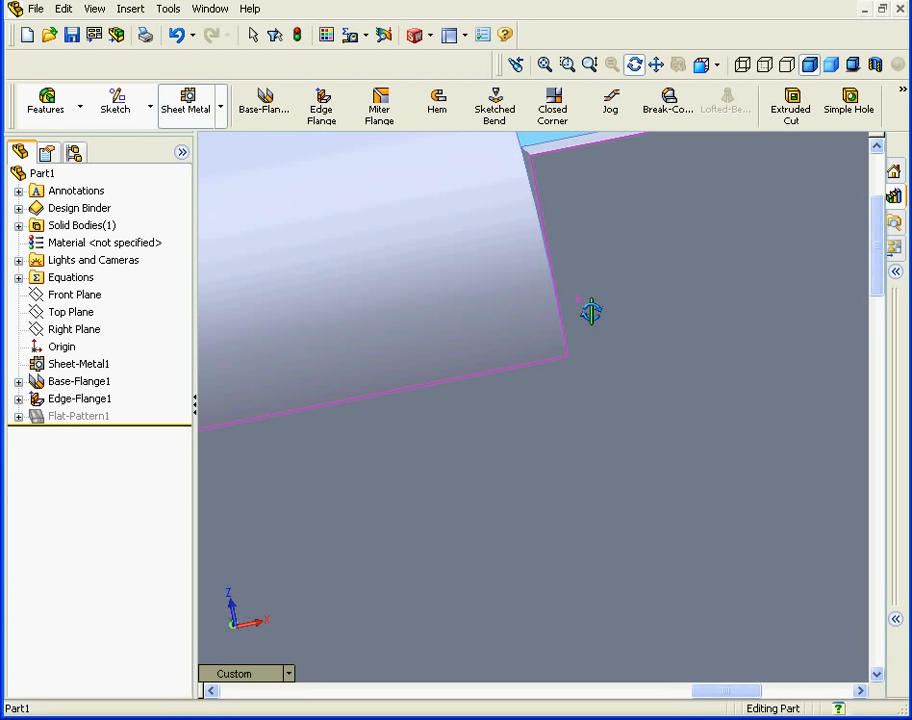 File Edit View Insert Tools Window Help
Features Sketch Sheet Metal Base-Flan... Edge Flange Miter Flange Hem Sketched Bend Closed Corner Jog Break-Co... Lofted-Be... Extruded Cut Simple Hole
Part1
Annotations
Design Binder
Solid Bodies(1)
Material <not specified>
Lights and Cameras
Equations
Front Plane
Top Plane
Right Plane
Origin
Sheet-Metal1
Base-Flange1
Edge-Flange1
Flat-Pattern1
Z
X
Custom
Part1 Editing Part